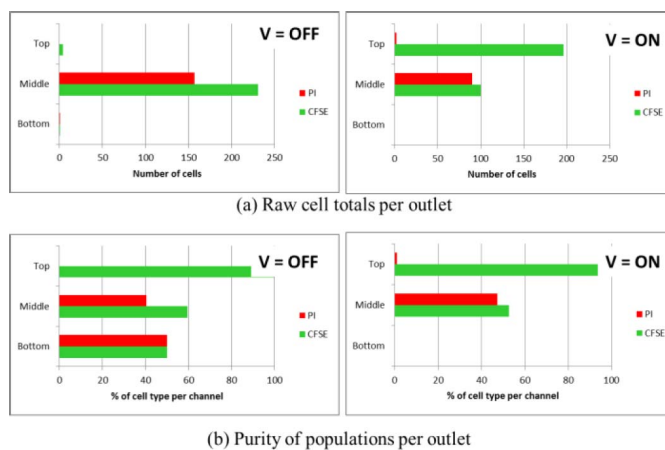 V = OFF
Top
Middle
Bottom
PI
CFSE
0 50 100 150 200 250
Number of cells
V = ON
Top
Middle
Bottom
PI
CFSE
0 50 100 150 200 250
Number of cells
(a) Raw cell totals per outlet
V = OFF
Top
Middle
Bottom
PI
CFSE
0 20 40 60 80 100
% of cell type per channel
V = ON
Top
Middle
Bottom
PI
CFSE
0 20 40 60 80 100
% of cell type per channel
(b) Purity of populations per outlet